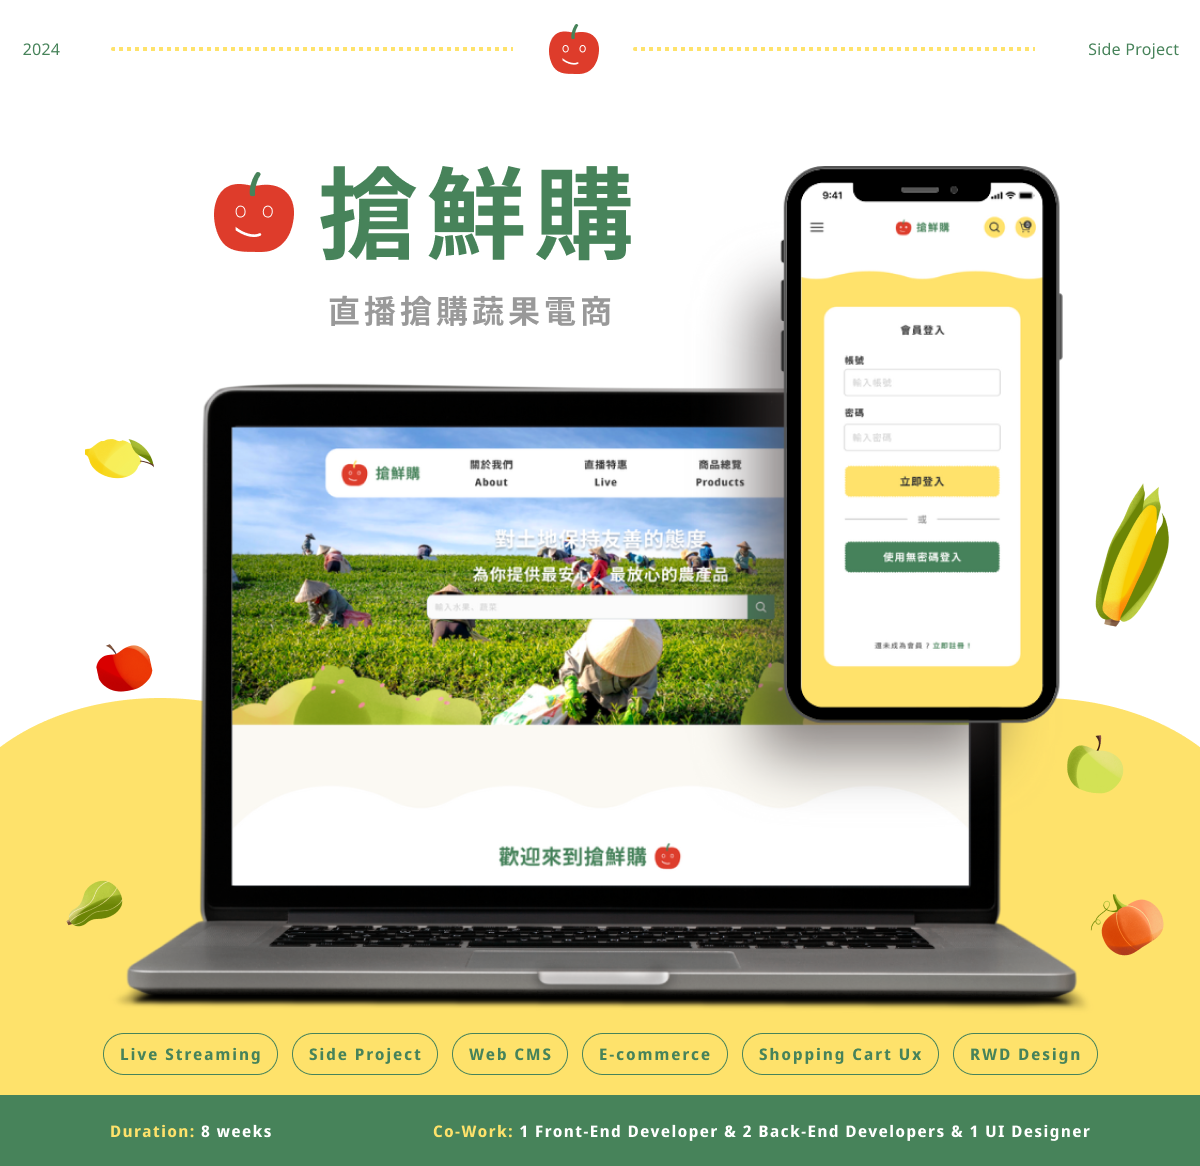 2024
Side Project
搶鮮購
直播搶購蔬果電商
9:41
搶鮮購
會員登入
帳號
輸入帳號
密碼
輸入密碼
立即登入
或
使用無密碼登入
還未成為會員？立即註冊！
搶鮮購
關於我們
About
直播特惠
Live
商品總覽
Products
對土地保持友善的態度
為你提供最安心、最放心的農產品
輸入水果、蔬菜
歡迎來到搶鮮購
Live Streaming
Side Project
Web CMS
E-commerce
Shopping Cart Ux
RWD Design
Duration: 8 weeks
Co-Work: 1 Front-End Developer & 2 Back-End Developers & 1 UI Designer